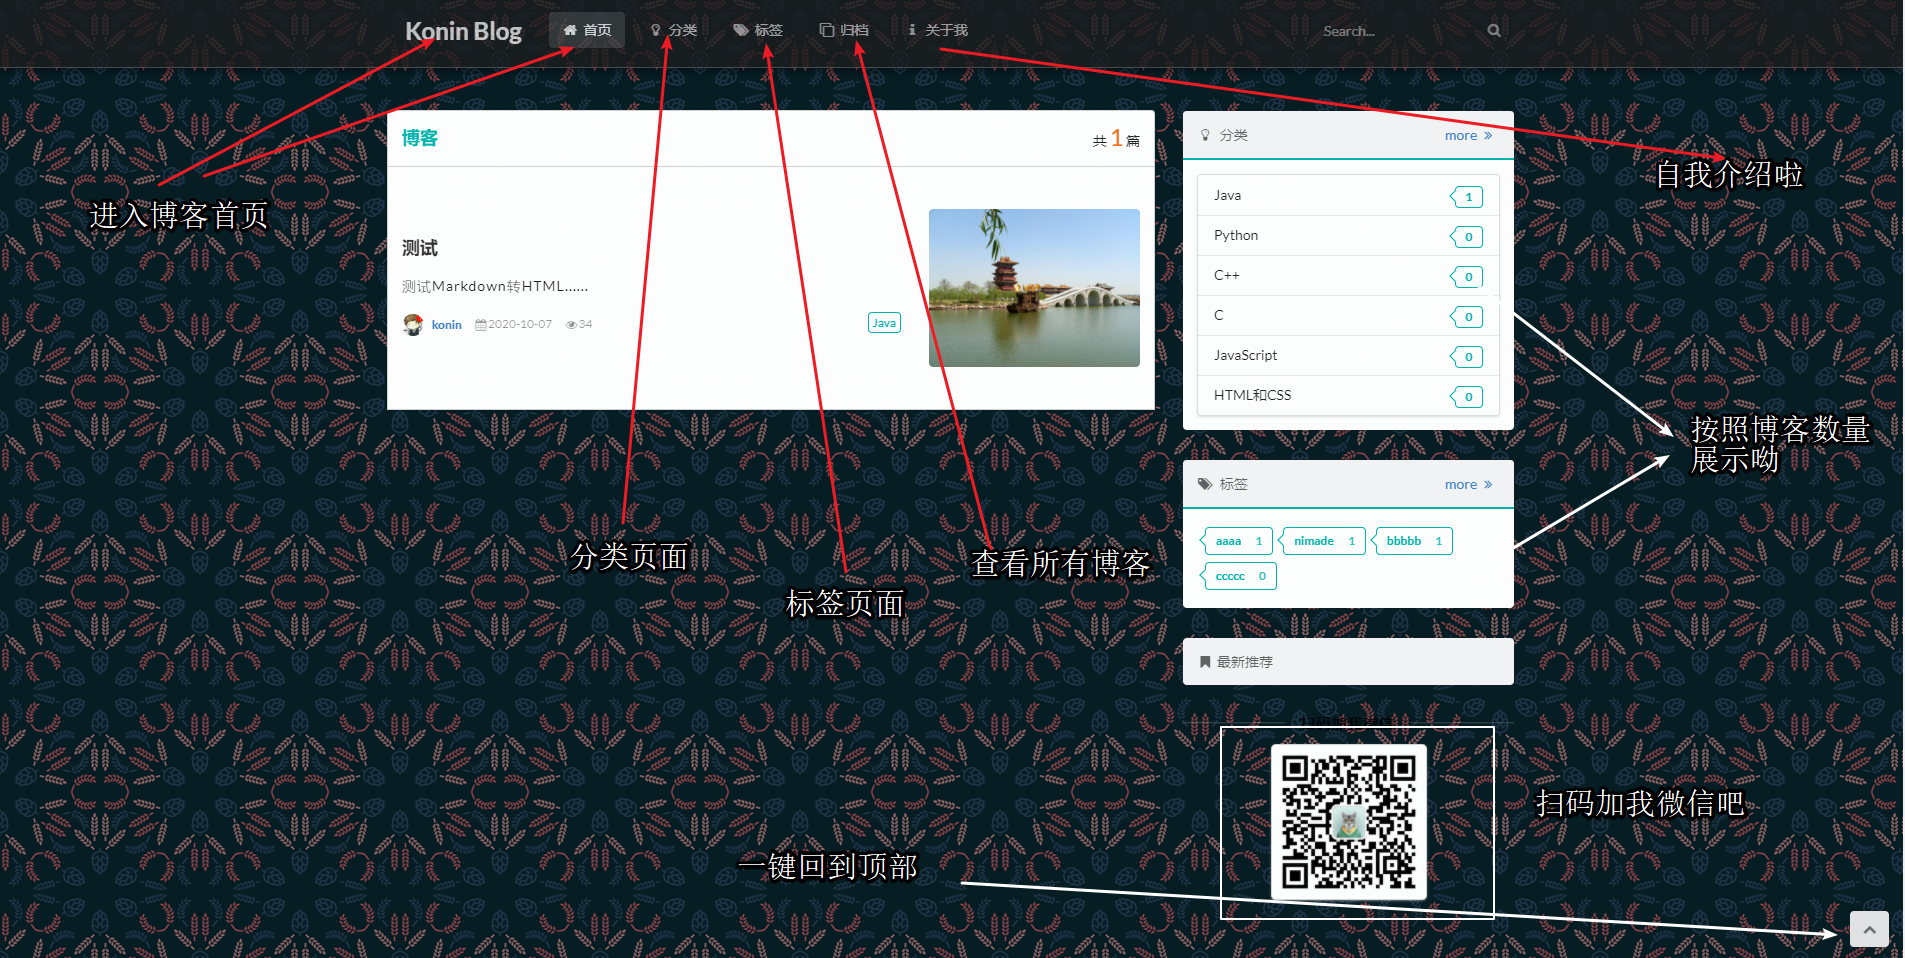 Konin Blog
首页
分类
标签
归档
关于我
Search...
博客
共 1 篇
测试
测试Markdown转HTML......
konin
2020-10-07
34
Java
分类
more »
Java 1
Python 0
C++ 0
C 0
JavaScript 0
HTML和CSS 0
标签
more »
aaaa 1
nimade 1
bbbbb 1
ccccc 0
最新推荐
进入博客首页
分类页面
标签页面
查看所有博客
自我介绍啦
按照博客数量
展示呦
扫码加我微信吧
一键回到顶部